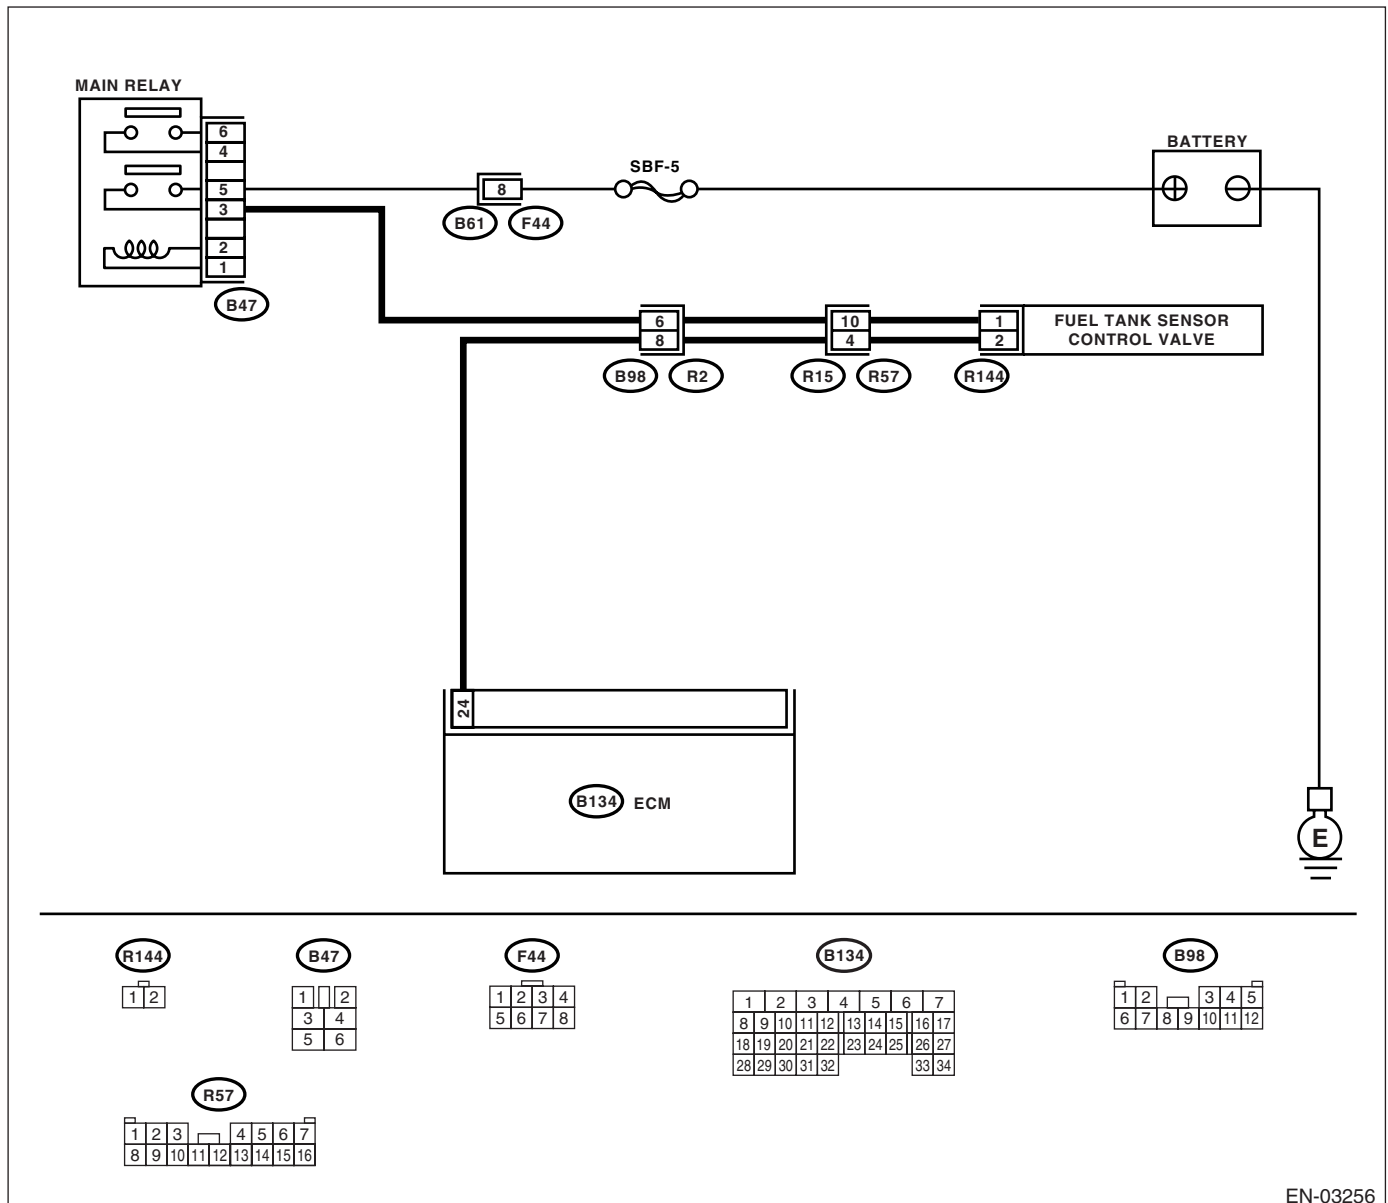 MAIN RELAY
6
4
5
3
2
1
B47
8
B61 F44
SBF-5
BATTERY
6 10 1
8 4 2
FUEL TANK SENSOR
CONTROL VALVE
B98 R2 R15 R57 R144
24
B134 ECM
E
R144 B47 F44 B134 B98
R144
1 2
B47
1 2
3 4
5 6
F44
1 2 3 4
5 6 7 8
B134
1 2 3 4 5 6 7
8 9 10 11 12 13 14 15 16 17
18 19 20 21 22 23 24 25 26 27
28 29 30 31 32 33 34
B98
1 2 3 4 5
6 7 8 9 10 11 12
R57
1 2 3 4 5 6 7
8 9 10 11 12 13 14 15 16
EN-03256